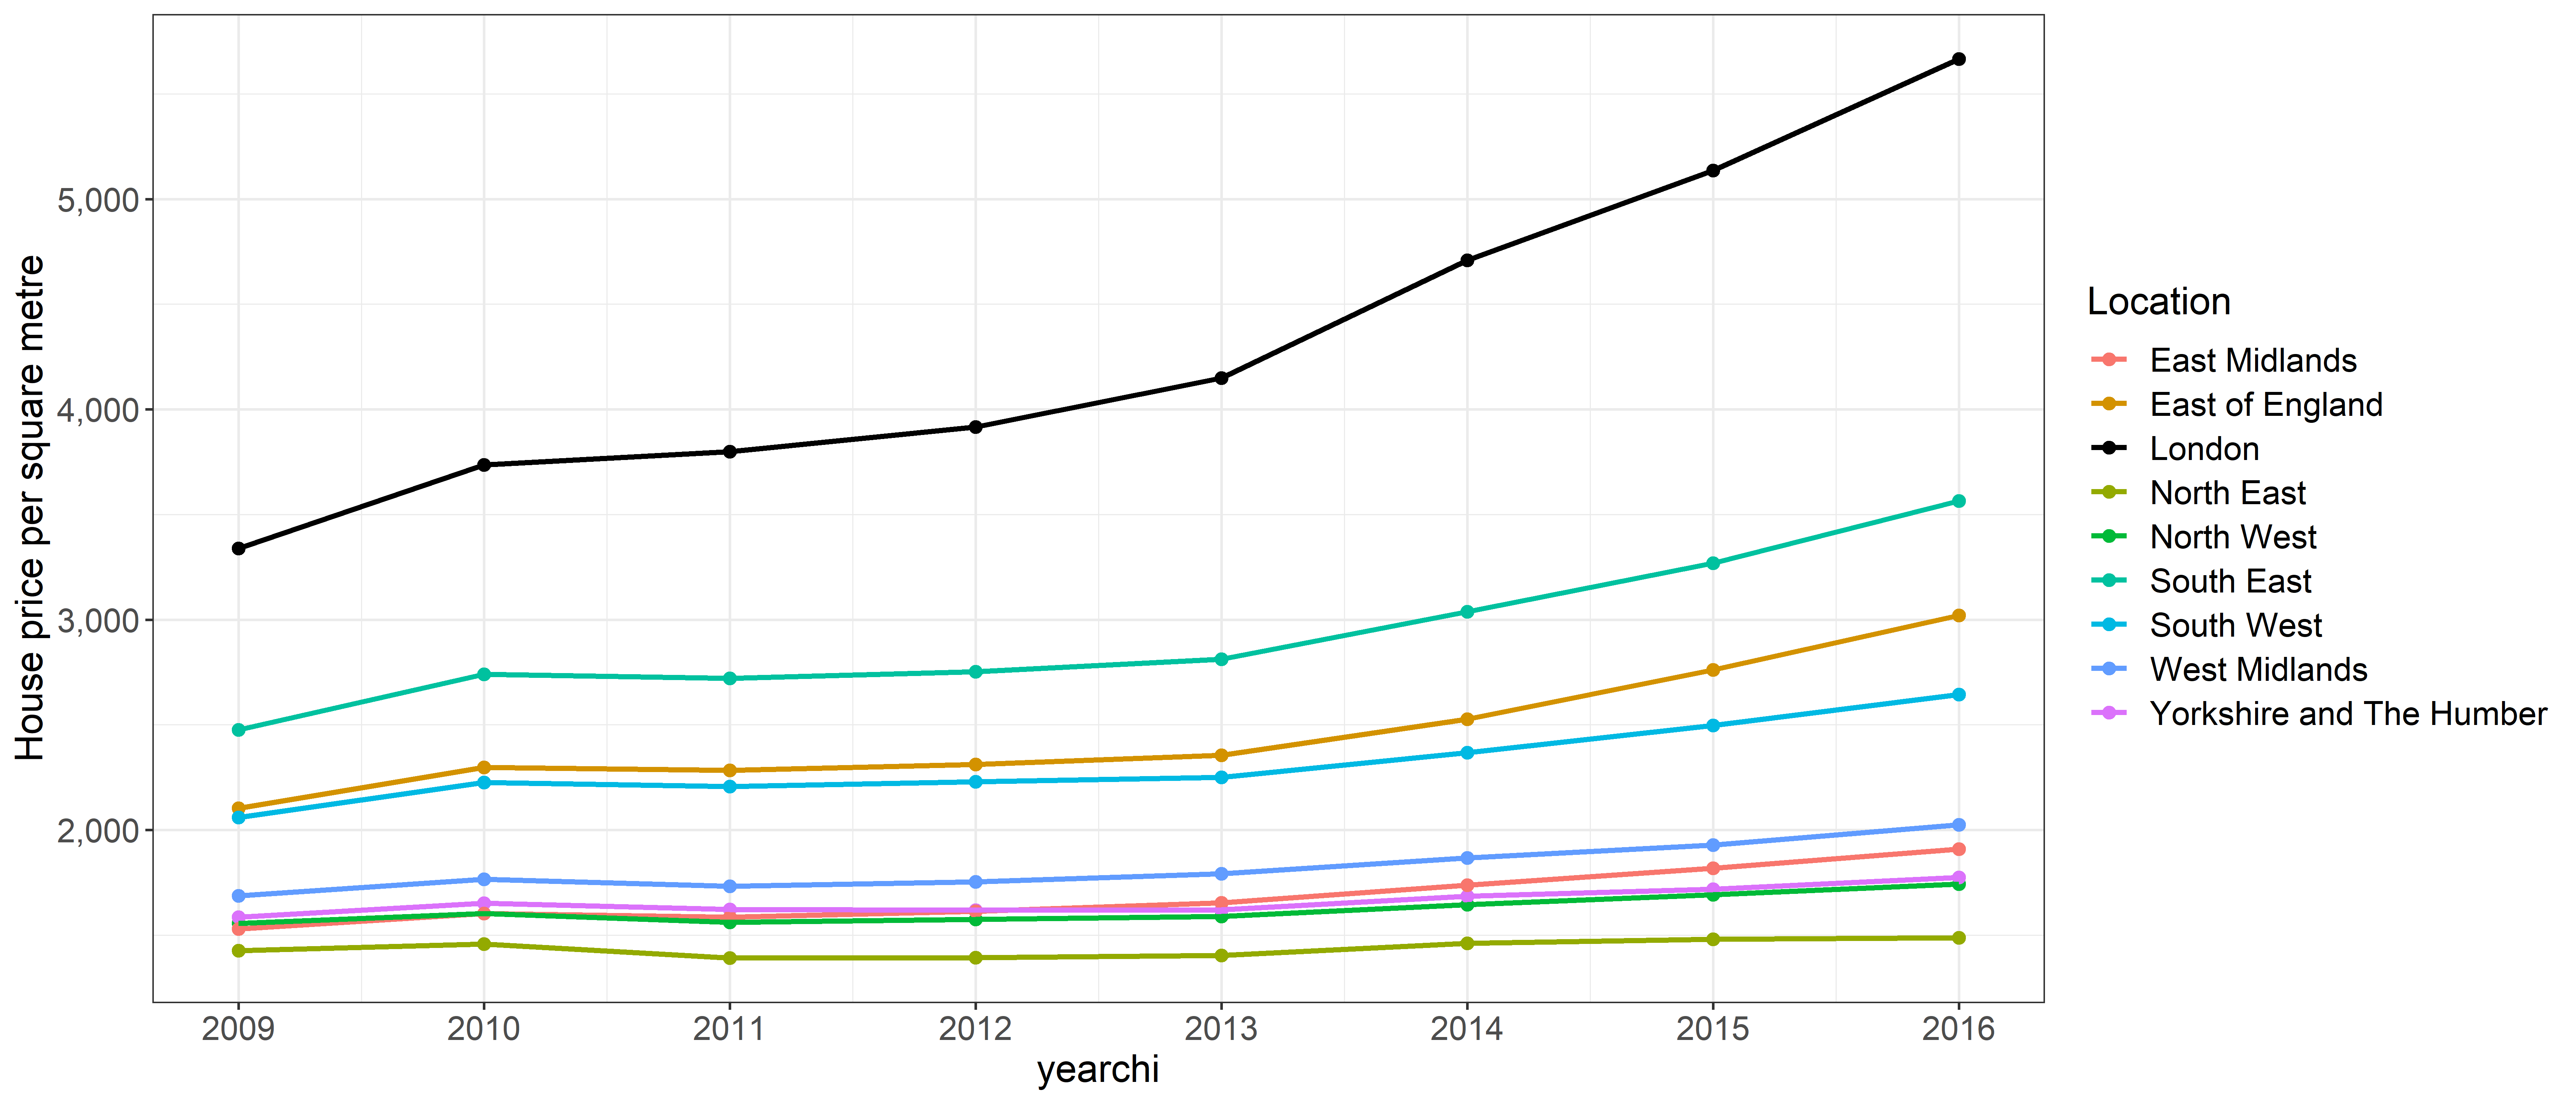 House price per square metre
5,000
4,000
3,000
2,000
2009 2010 2011 2012 2013 2014 2015 2016
yearchi
Location
East Midlands
East of England
London
North East
North West
South East
South West
West Midlands
Yorkshire and The Humber